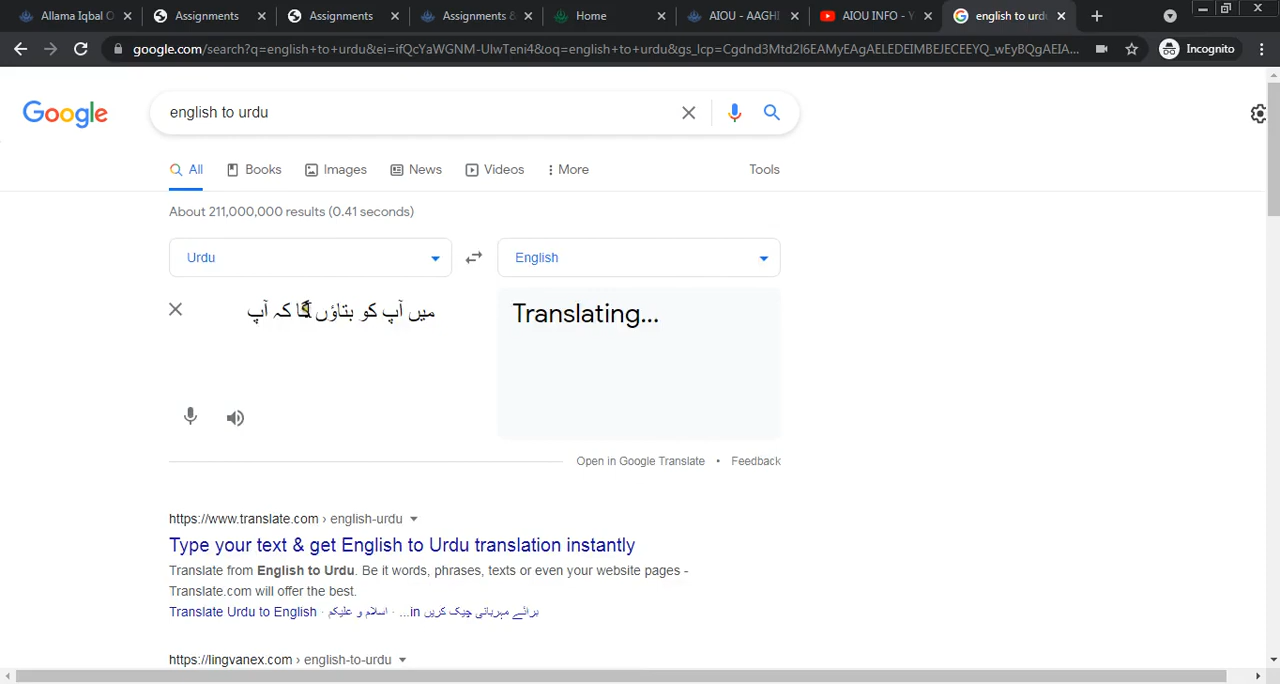 Allama Iqbal O
Assignments
Assignments
Assignments &
Home
AIOU - AAGHI
AIOU INFO - Y
english to urdu
google.com/search?q=english+to+urdu&ei=ifQcYaWGNM-UlwTeni4&oq=english+to+urdu&gs_lcp=Cgdnd3Mtd2l6EAMyEAgAELEDEIMBEJECEEYQ_wEyBQgAEIA...
Incognito
Google
english to urdu
All
Books
Images
News
Videos
More
Tools
About 211,000,000 results (0.41 seconds)
Urdu
English
میں آپ کو بتاؤں گا کہ آپ
Translating...
Open in Google Translate • Feedback
https://www.translate.com › english-urdu
Type your text & get English to Urdu translation instantly
Translate from English to Urdu. Be it words, phrases, texts or even your website pages -
Translate.com will offer the best.
Translate Urdu to English · اسلام و علیکم · ...in برائے مہربانی چیک کریں
https://lingvanex.com › english-to-urdu